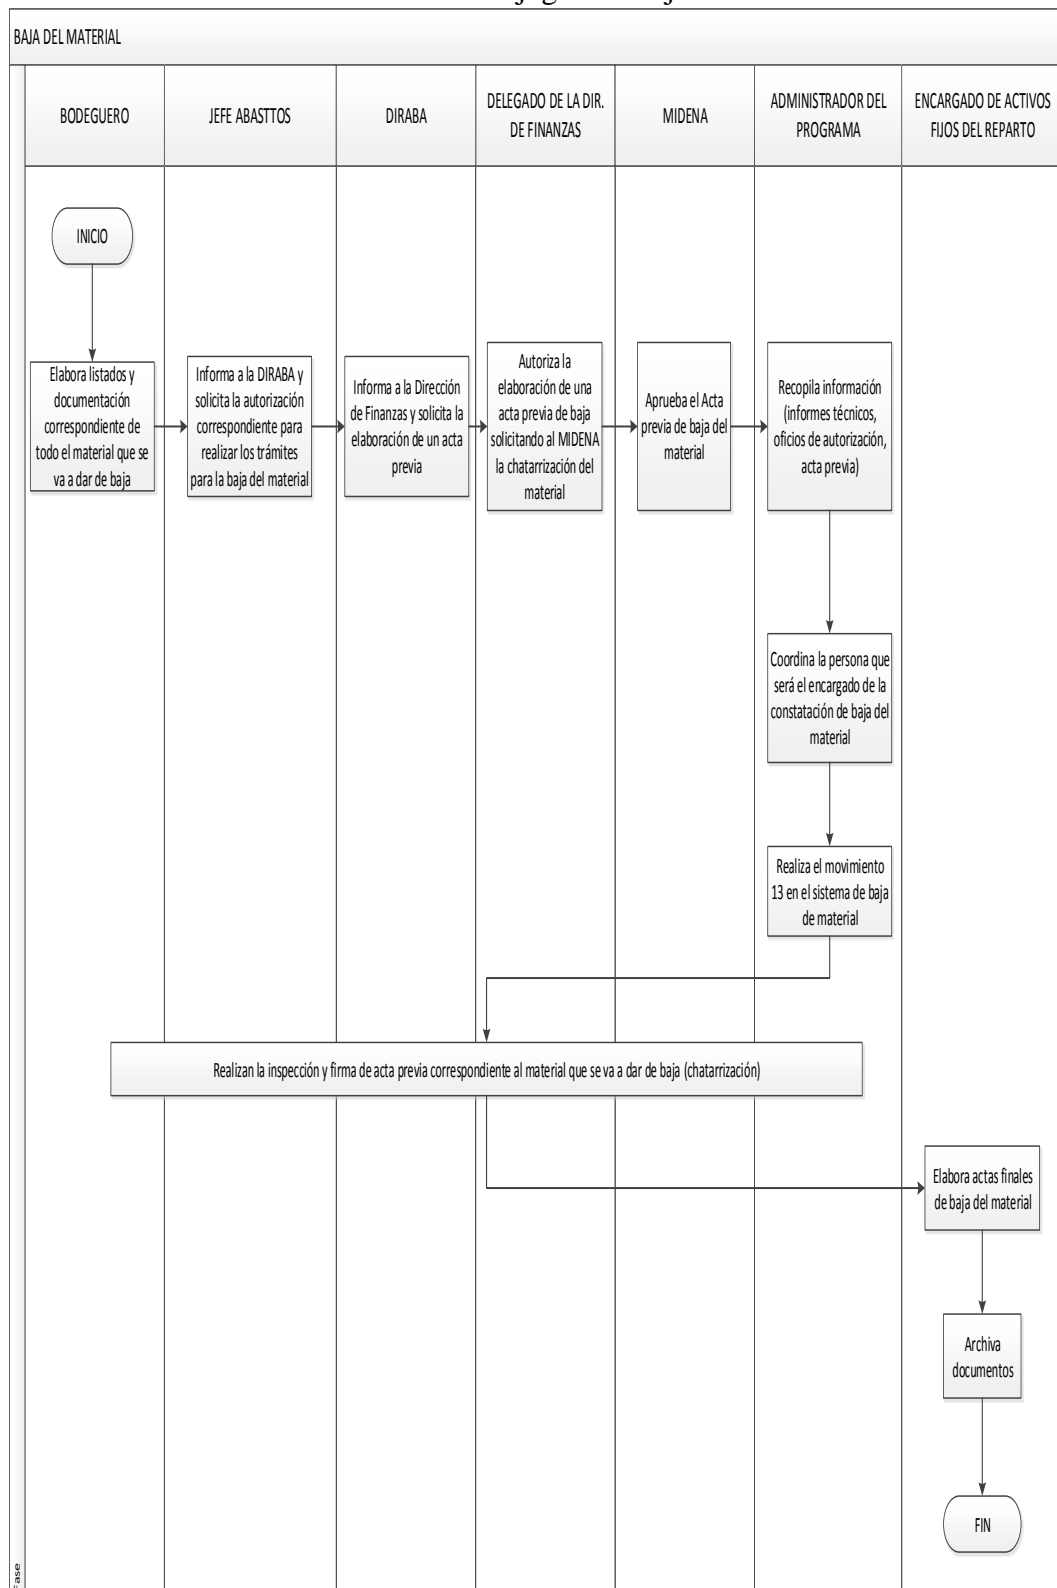 BAJA DEL MATERIAL
BODEGUERO
JEFE ABASTTOS
DIRABA
DELEGADO DE LA DIR.
DE FINANZAS
MIDENA
ADMINISTRADOR DEL
PROGRAMA
ENCARGADO DE ACTIVOS
FIJOS DEL REPARTO
INICIO
Elabora listados y
documentación
correspondiente de
todo el material que se
va a dar de baja
Informa a la DIRABA y
solicita la autorización
correspondiente para
realizar los trámites
para la baja del material
Informa a la Dirección
de Finanzas y solicita la
elaboración de un acta
previa
Autoriza la
elaboración de una
acta previa de baja
solicitando al MIDENA
la chatarrización del
material
Aprueba el Acta
previa de baja del
material
Recopila información
(informes técnicos,
oficios de autorización,
acta previa)
Coordina la persona que
será el encargado de la
constatación de baja del
material
Realiza el movimiento
13 en el sistema de baja
de material
Realizan la inspección y firma de acta previa correspondiente al material que se va a dar de baja (chatarrización)
Elabora actas finales
de baja del material
Archiva
documentos
FIN